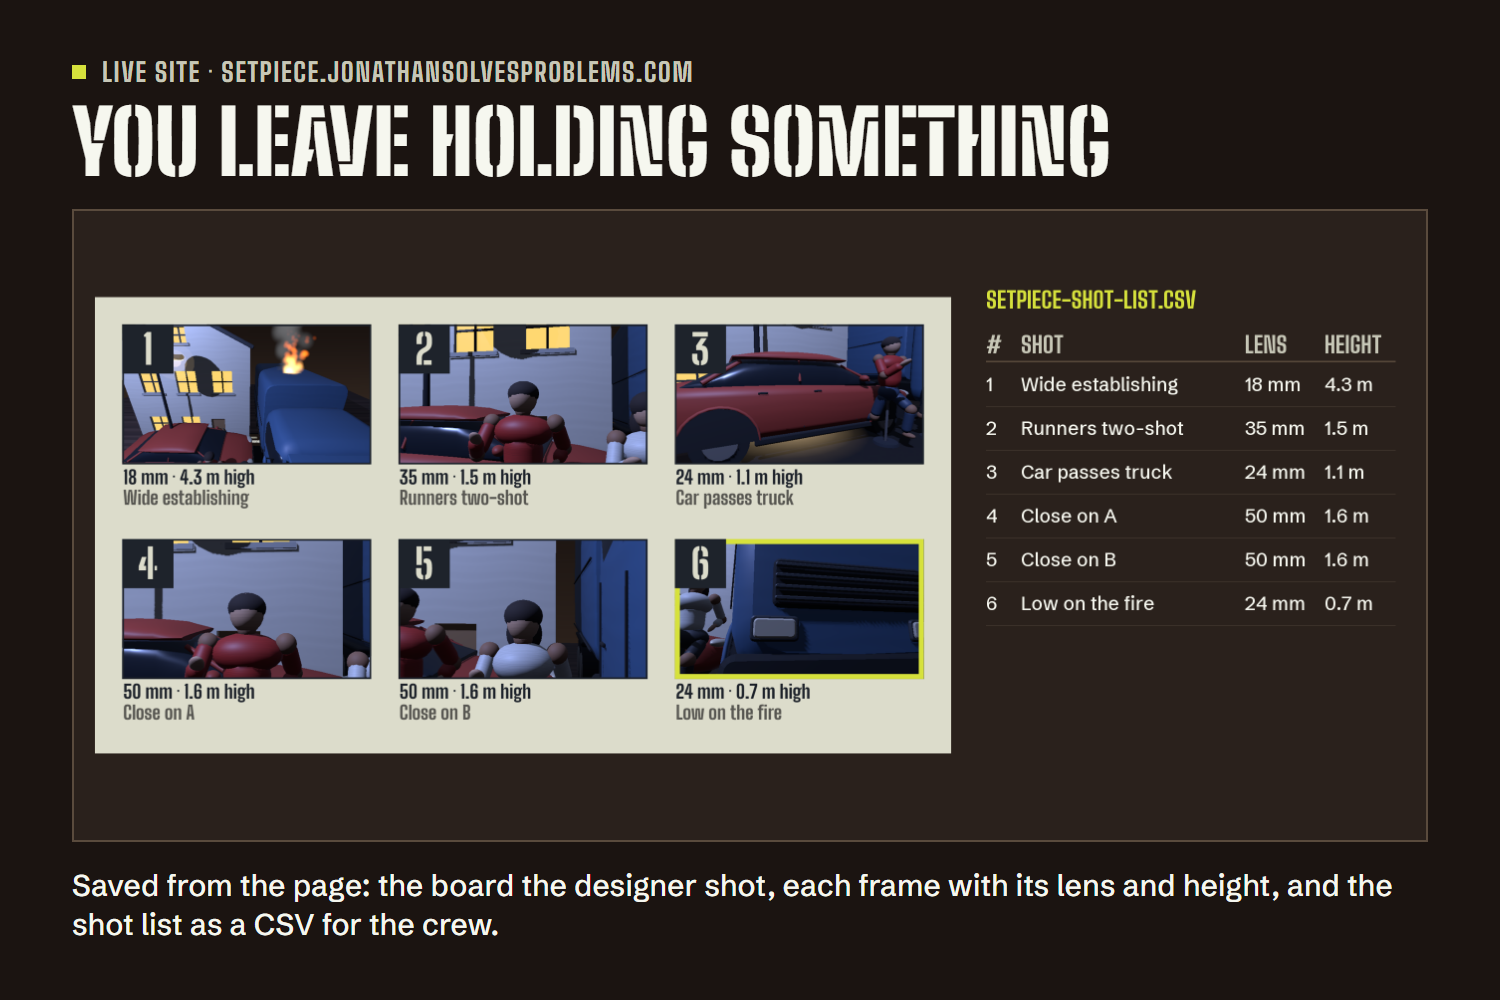 LIVE SITE · SETPIECE.JONATHANSOLVESPROBLEMS.COM
YOU LEAVE HOLDING SOMETHING
1
2
3
18 mm · 4.3 m high
Wide establishing
35 mm · 1.5 m high
Runners two-shot
24 mm · 1.1 m high
Car passes truck
4
5
6
50 mm · 1.6 m high
Close on A
50 mm · 1.6 m high
Close on B
24 mm · 0.7 m high
Low on the fire
SETPIECE-SHOT-LIST.CSV
# SHOT LENS HEIGHT
1 Wide establishing 18 mm 4.3 m
2 Runners two-shot 35 mm 1.5 m
3 Car passes truck 24 mm 1.1 m
4 Close on A 50 mm 1.6 m
5 Close on B 50 mm 1.6 m
6 Low on the fire 24 mm 0.7 m
Saved from the page: the board the designer shot, each frame with its lens and height, and the
shot list as a CSV for the crew.